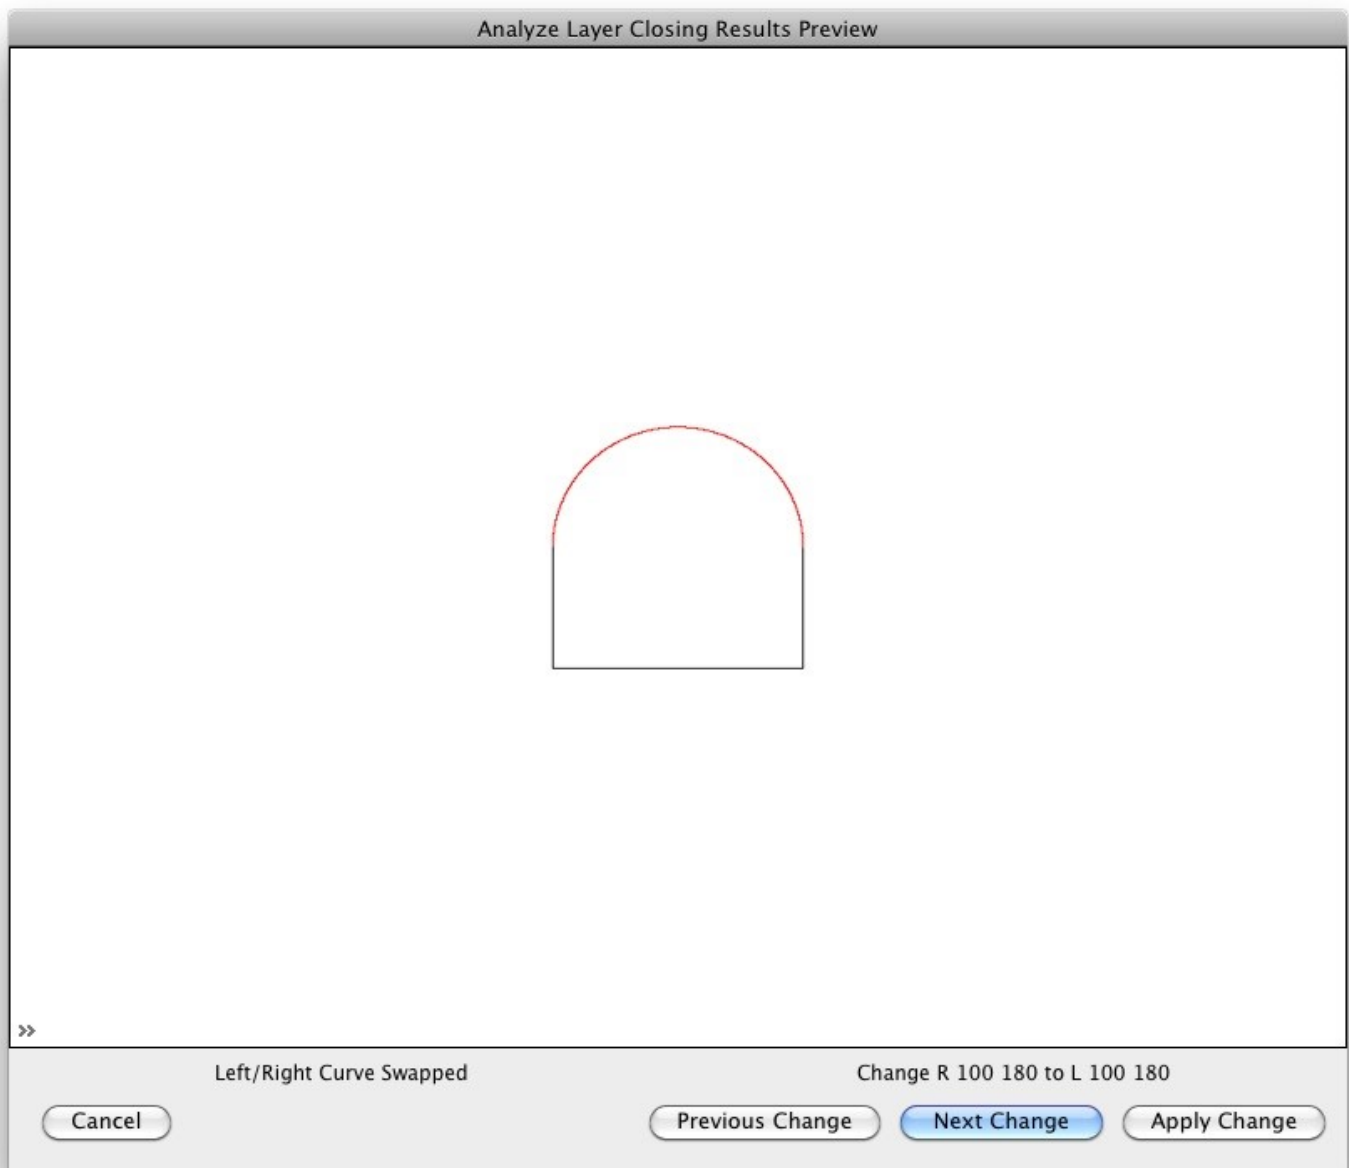 Analyze Layer Closing Results Preview
»
Left/Right Curve Swapped
Change R 100 180 to L 100 180
Cancel
Previous Change
Next Change
Apply Change